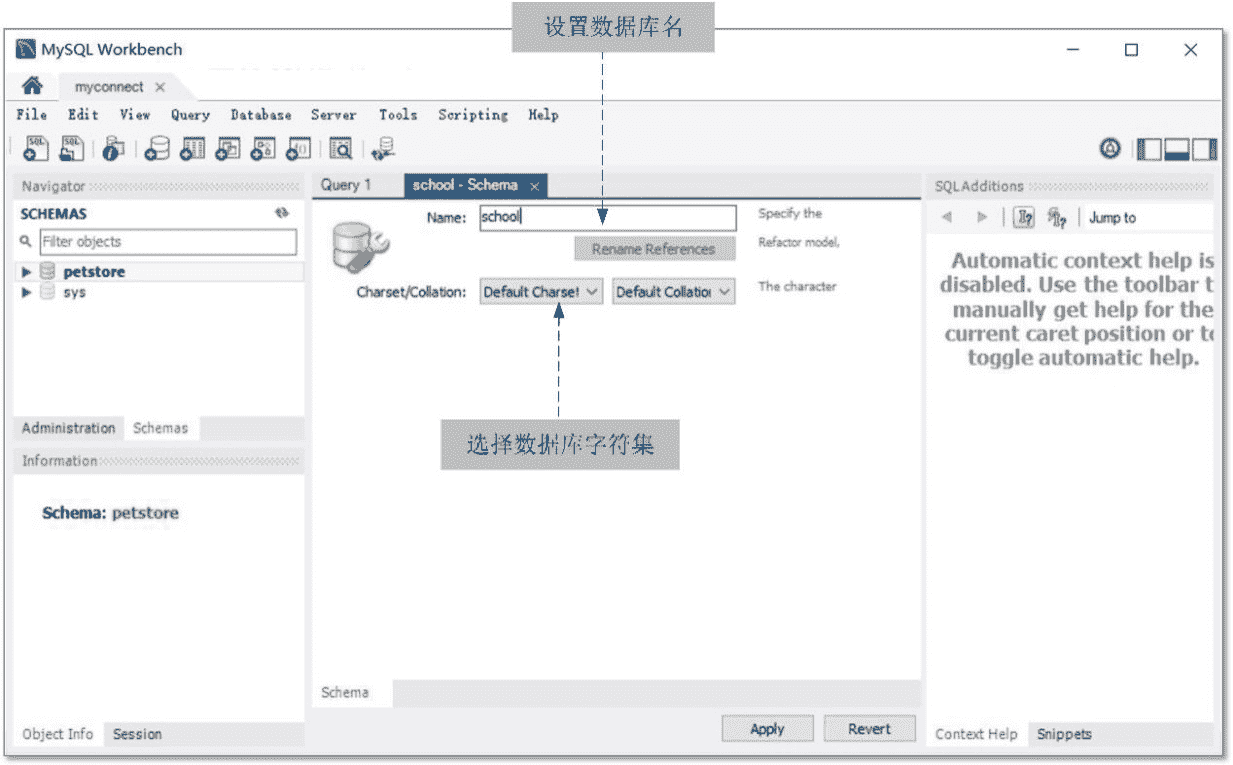 设置数据库名
MySQL Workbench
myconnect
File Edit View Query Database Server Tools Scripting Help
Navigator
SCHEMAS
Filter objects
petstore
sys
Administration Schemas
Information
Schema: petstore
Object Info Session
Query 1 school - Schema
Name: school
Specify the
Rename References
Refactor model,
Charset/Collation: Default Charset Default Collation
The character
选择数据库字符集
Schema
Apply Revert
SQLAdditions
Jump to
Automatic context help is
disabled. Use the toolbar t
manually get help for the
current caret position or to
toggle automatic help.
Context Help Snippets